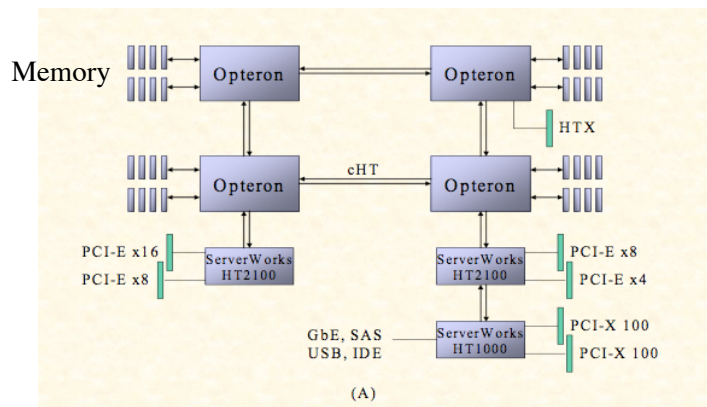 Memory
Opteron
Opteron
HTX
cHT
Opteron
Opteron
PCI-E x16
PCI-E x8
ServerWorks
HT2100
ServerWorks
HT2100
PCI-E x8
PCI-E x4
GbE, SAS
USB, IDE
ServerWorks
HT1000
PCI-X 100
PCI-X 100
(A)